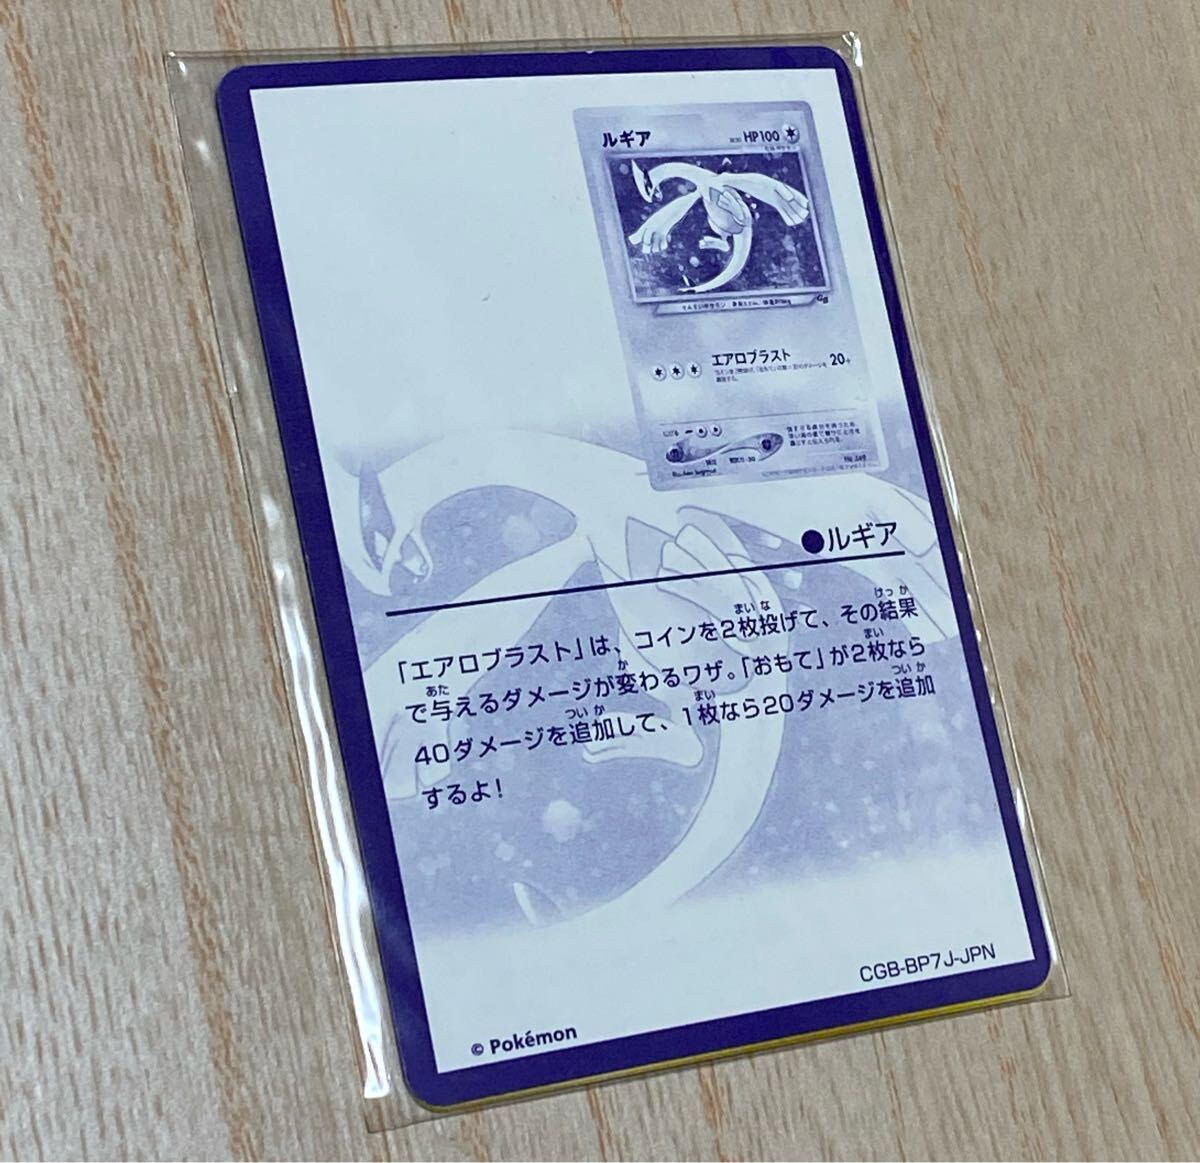 ルギア
HP100
GB
エアロブラスト 20+
No.249
●ルギア
「エアロブラスト」は、コインを2枚投げて、その結果
まい な
けっ か
で与えるダメージが変わるワザ。「おもて」が2枚なら
あた
か
まい
40ダメージを追加して、1枚なら20ダメージを追加
つい か
まい
つい か
するよ!
CGB-BP7J-JPN
© Pokémon